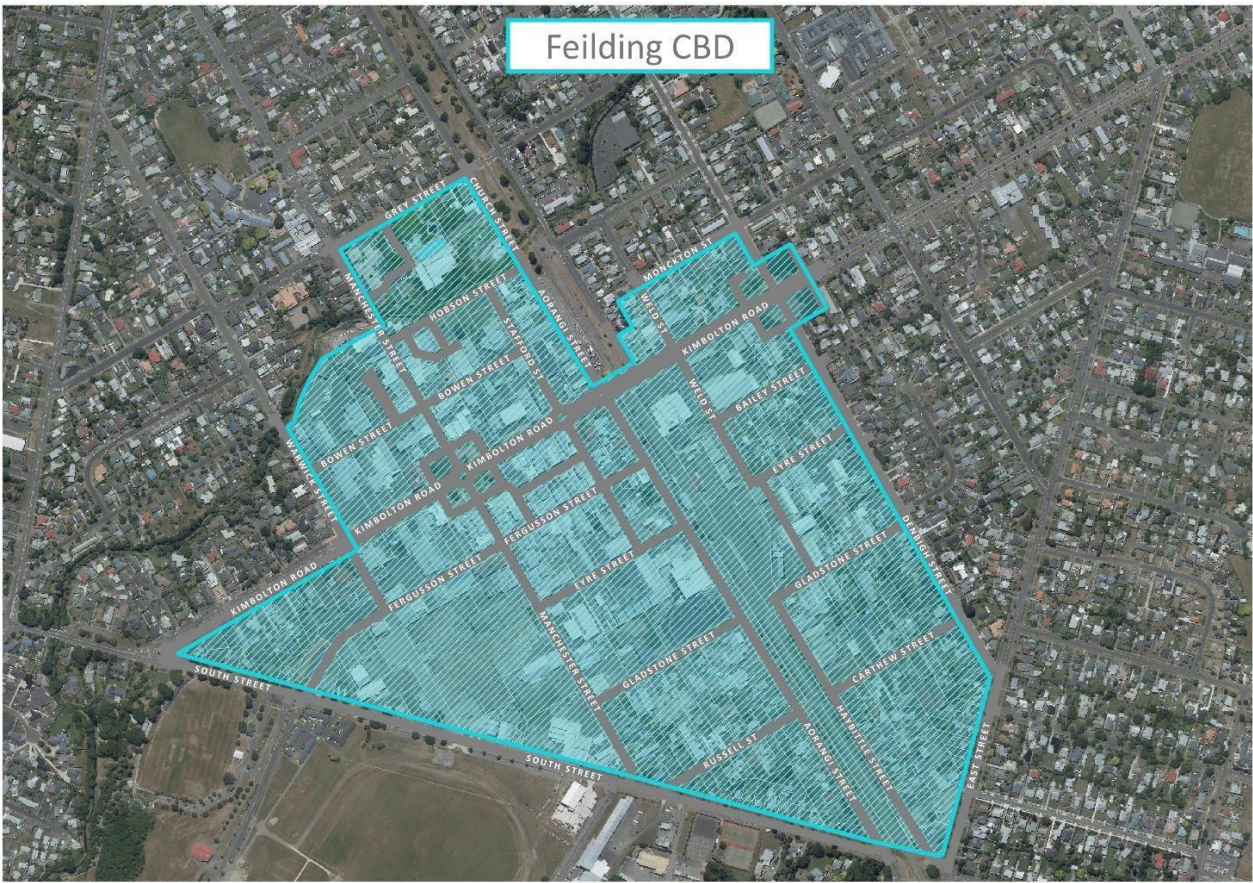 Feilding CBD
GREY STREET
CHURCH STREET
MONCKTON ST
MANCHESTER STREET
HOBSON STREET
AORANGI STREET
WELD ST
STAFFORD ST
KIMBOLTON ROAD
BOWEN STREET
WELD ST
BAILEY STREET
BOWEN STREET
KIMBOLTON ROAD
EYRE STREET
WARWICK STREET
KIMBOLTON ROAD
FERGUSSON STREET
DENBIGH STREET
KIMBOLTON ROAD
FERGUSSON STREET
EYRE STREET
GLADSTONE STREET
MANCHESTER STREET
GLADSTONE STREET
CARTHEW STREET
SOUTH STREET
HAYBITTLE STREET
RUSSELL ST
AORANGI STREET
EAST STREET
SOUTH STREET